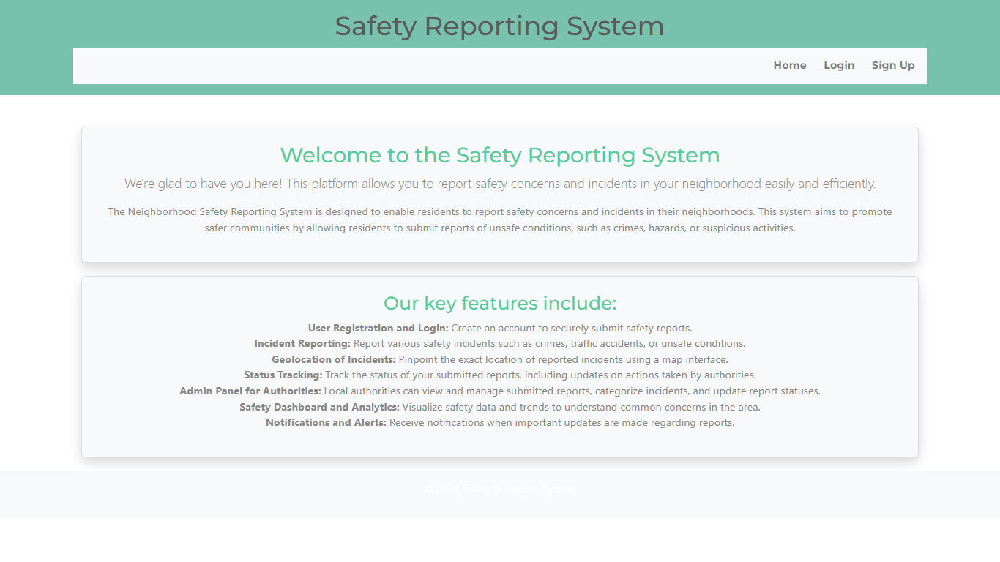 Safety Reporting System
Home Login Sign Up
Welcome to the Safety Reporting System
We're glad to have you here! This platform allows you to report safety concerns and incidents in your neighborhood easily and efficiently.
The Neighborhood Safety Reporting System is designed to enable residents to report safety concerns and incidents in their neighborhoods. This system aims to promote
safer communities by allowing residents to submit reports of unsafe conditions, such as crimes, hazards, or suspicious activities.
Our key features include:
User Registration and Login: Create an account to securely submit safety reports.
Incident Reporting: Report various safety incidents such as crimes, traffic accidents, or unsafe conditions.
Geolocation of Incidents: Pinpoint the exact location of reported incidents using a map interface.
Status Tracking: Track the status of your submitted reports, including updates on actions taken by authorities.
Admin Panel for Authorities: Local authorities can view and manage submitted reports, categorize incidents, and update report statuses.
Safety Dashboard and Analytics: Visualize safety data and trends to understand common concerns in the area.
Notifications and Alerts: Receive notifications when important updates are made regarding reports.
© 2024 Safety Reporting System